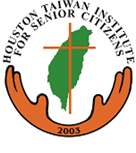 HOUSTON TAIWAN INSTITUTE
FOR SENIOR CITIZENS
2003